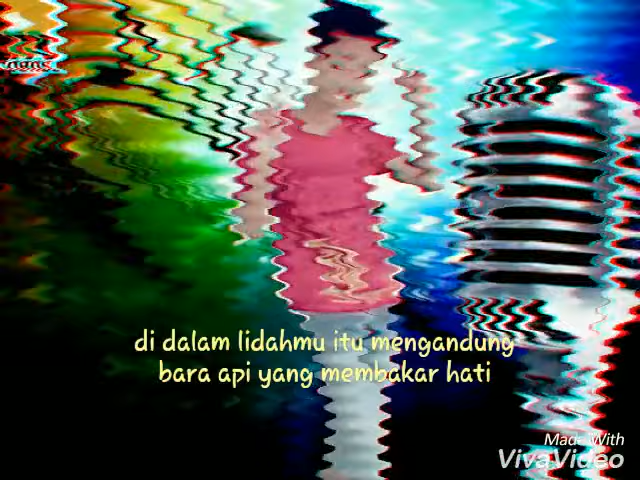 di dalam lidahmu itu mengandung
bara api yang membakar hati
Made With
VivaVideo